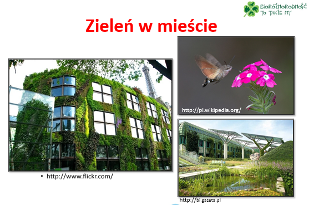 Zieleń w mieście
http://pl.wikipedia.org/
• http://www.flickr.com/